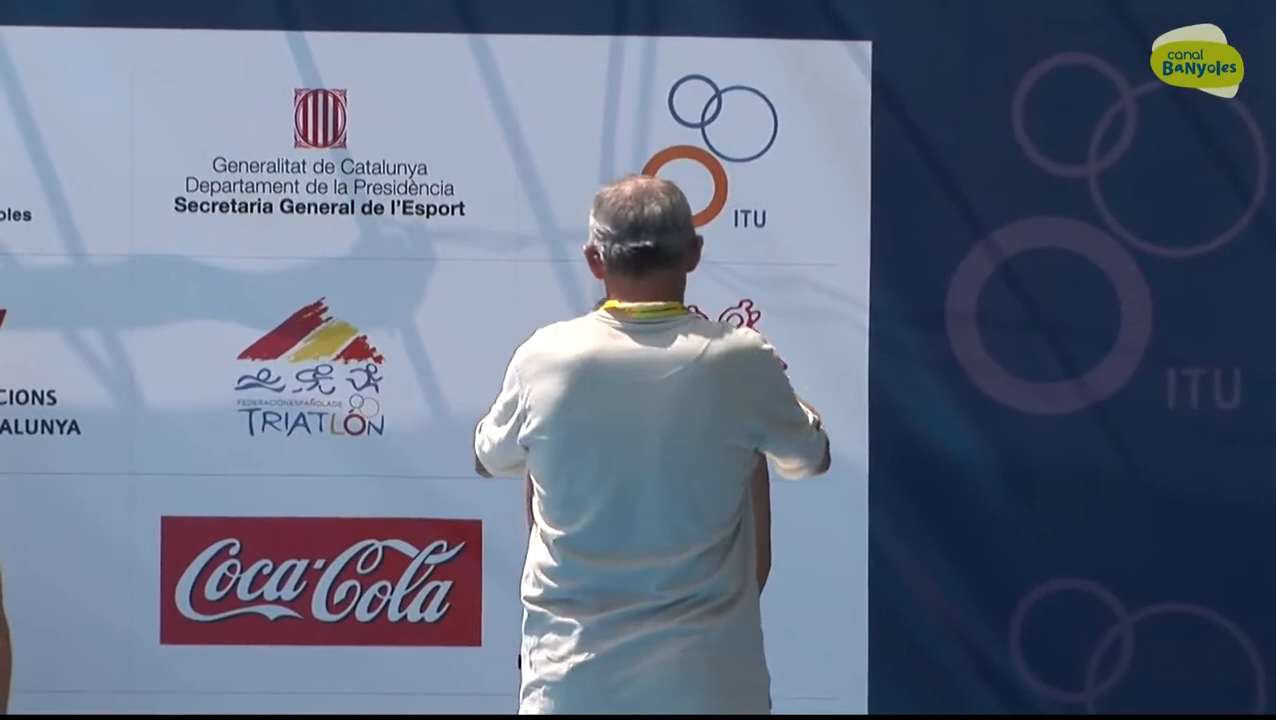 canal
BaNYoles
Generalitat de Catalunya
Departament de la Presidència
Secretaria General de l'Esport
ITU
oles
FEDERACIONESPAÑOLADE
TRIATLÓN
CIONS
ALUNYA
ITU
Coca-Cola